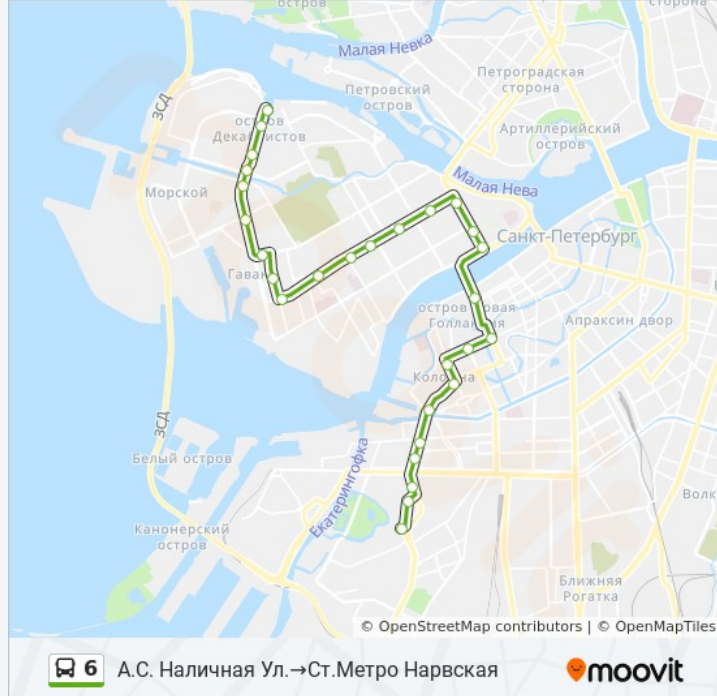 остров
сторона
Малая Невка
Петроградская
сторона
ЗСД
Петровский
остров
остров
Декабристов
Артиллерийский
остров
Морской
Малая Нева
Санкт-Петербург
Гавань
остров Новая
Голландия
Апраксин двор
Коломна
ЗСД
Белый остров
Екатерингофка
Волк
Канонерский
остров
Ближняя
Рогатка
© OpenStreetMap contributors | © OpenMapTiles
6 А.С. Наличная Ул.→Ст.Метро Нарвская
moovit